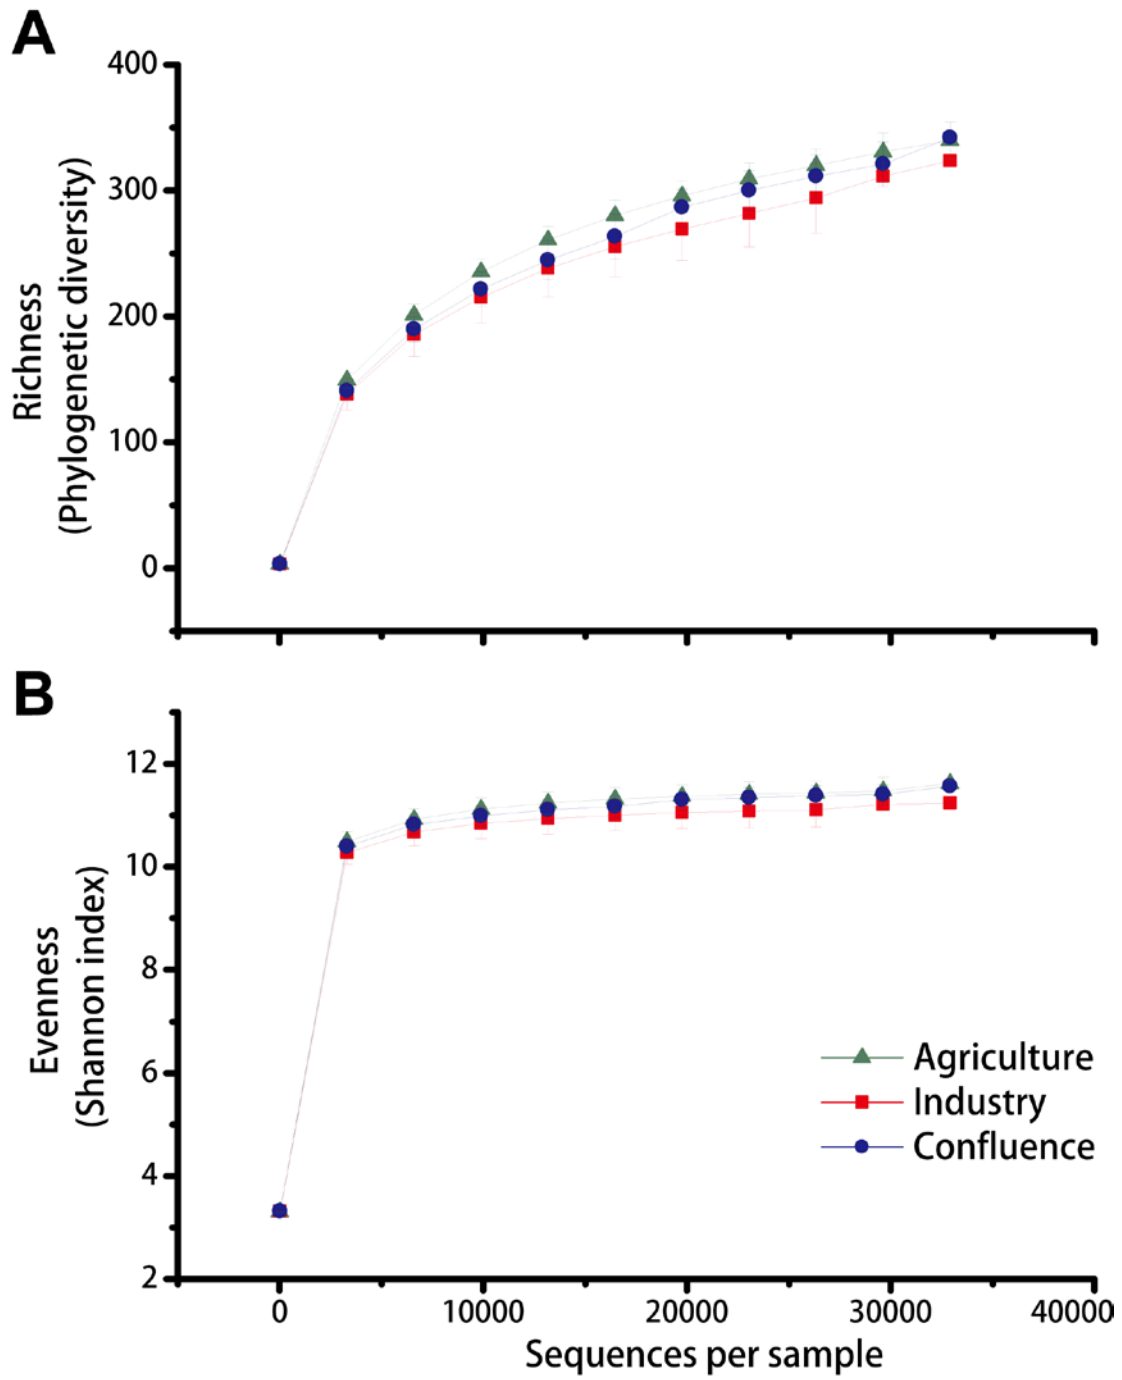 A
400
300
200
100
0
Richness
(Phylogenetic diversity)
B
12
10
8
6
4
2
Evenness
(Shannon index)
Agriculture
Industry
Confluence
0 10000 20000 30000 40000
Sequences per sample